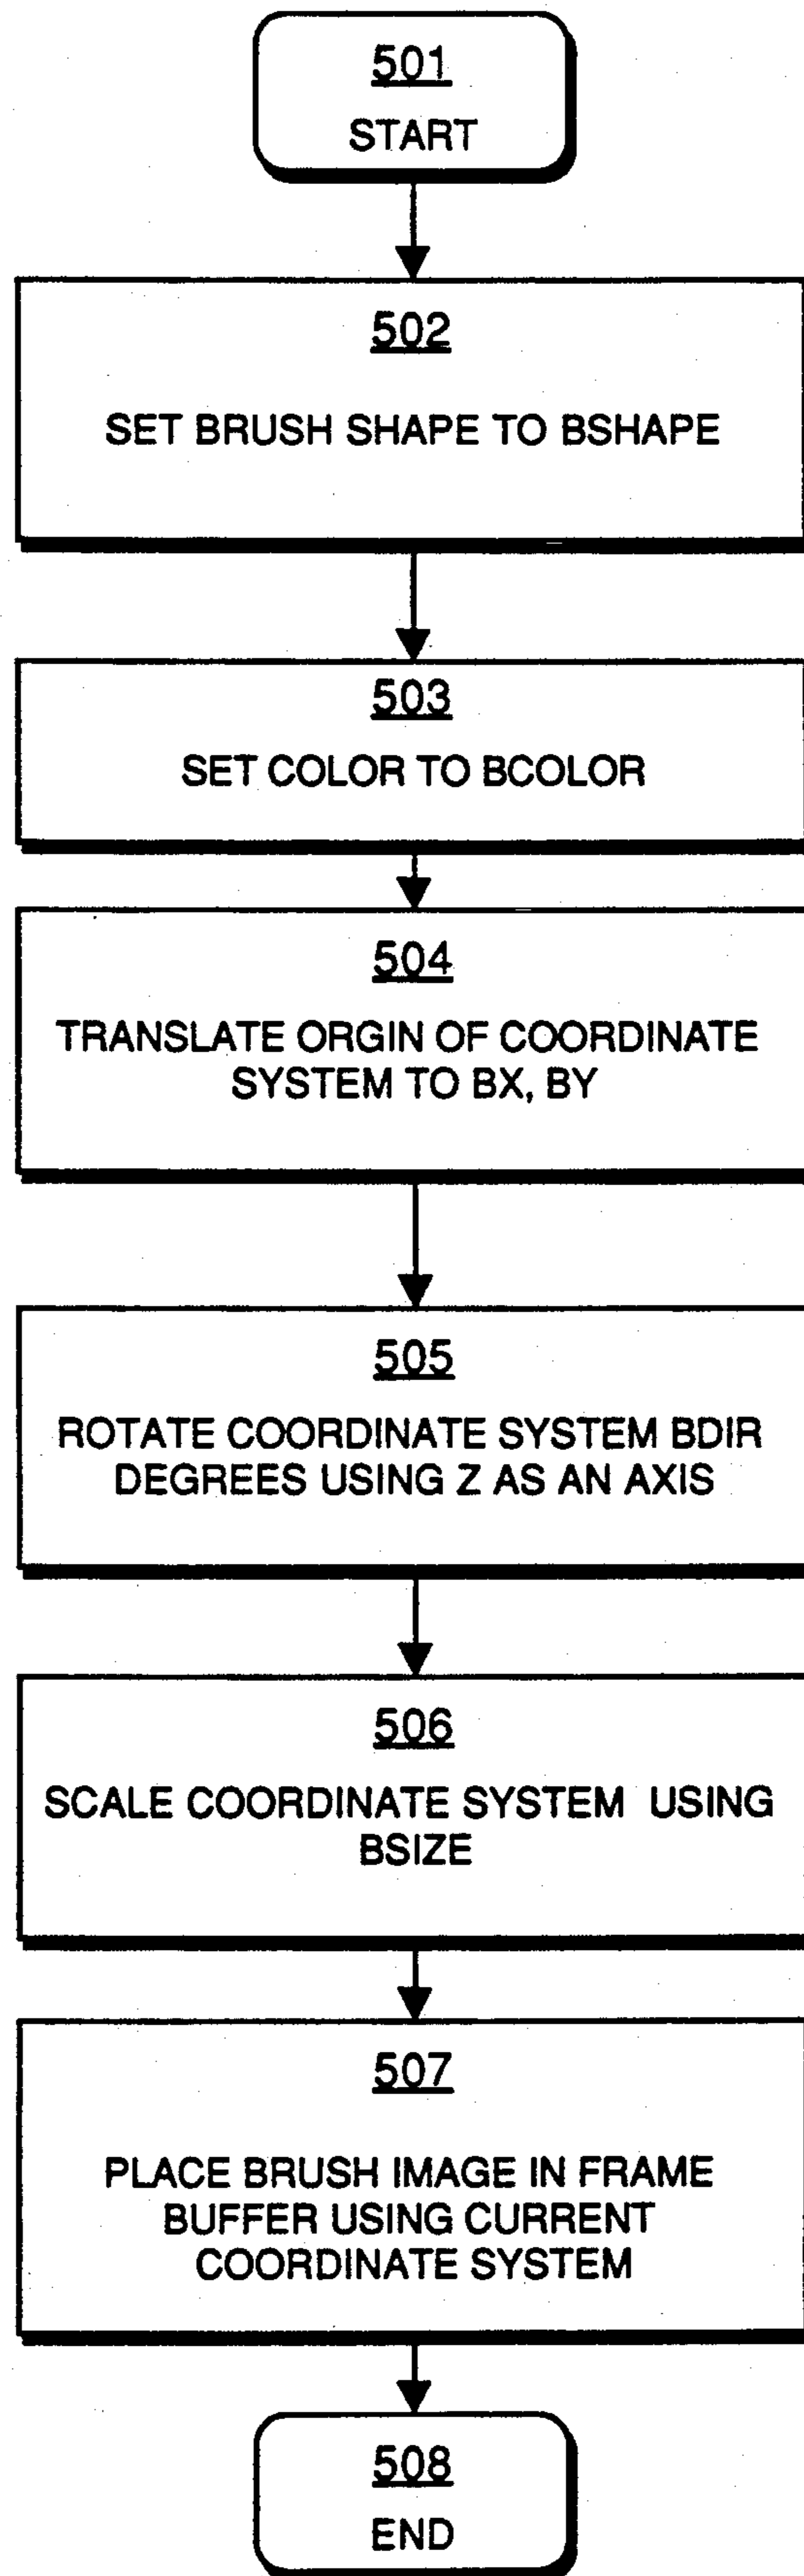 501
START
502
SET BRUSH SHAPE TO BSHAPE
503
SET COLOR TO BCOLOR
504
TRANSLATE ORGIN OF COORDINATE
SYSTEM TO BX, BY
505
ROTATE COORDINATE SYSTEM BDIR
DEGREES USING Z AS AN AXIS
506
SCALE COORDINATE SYSTEM USING
BSIZE
507
PLACE BRUSH IMAGE IN FRAME
BUFFER USING CURRENT
COORDINATE SYSTEM
508
END